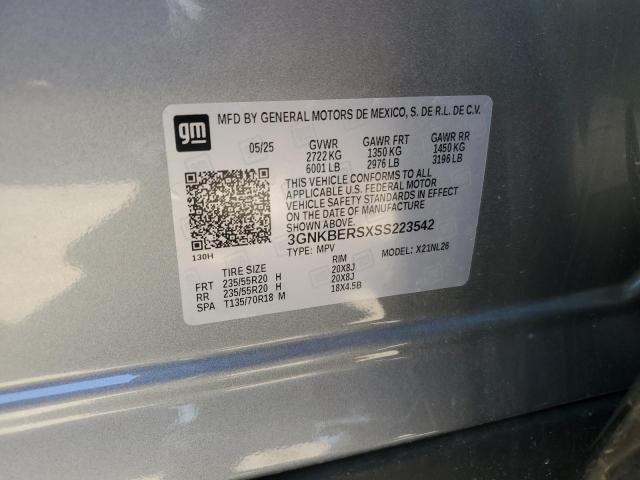 gm
MFD BY GENERAL MOTORS DE MEXICO, S. DE R.L. DE C.V.
05/25 GVWR GAWR FRT GAWR RR
2722 KG 1350 KG 1450 KG
6001 LB 2976 LB 3196 LB
THIS VEHICLE CONFORMS TO ALL
APPLICABLE U.S. FEDERAL MOTOR
VEHICLE SAFETY STANDARDS IN EFFECT
ON THE DATE OF MANUFACTURE
SHOWN ABOVE.
3GNKBERSXSS223542
130H TYPE: MPV MODEL: X21NL26
TIRE SIZE RIM
FRT 235/55R20 H 20X8J
RR 235/55R20 H 20X8J
SPA T135/70R18 M 18X4.5B